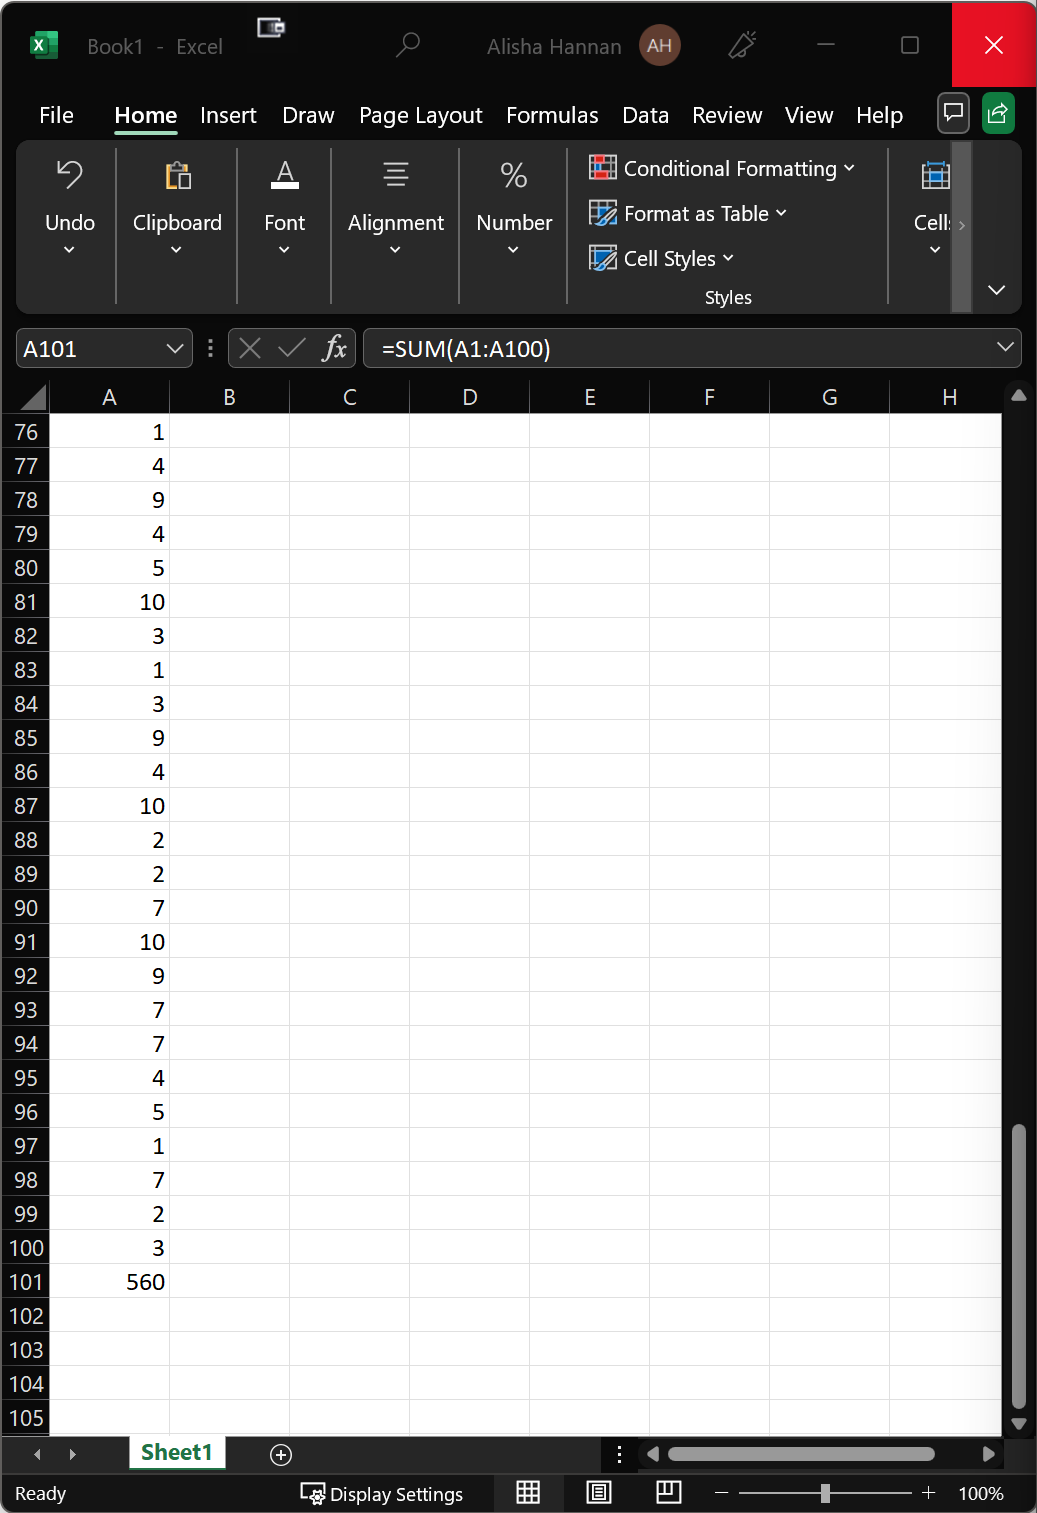 Book1 - Excel
Alisha Hannan AH
File Home Insert Draw Page Layout Formulas Data Review View Help
Undo
Clipboard
Font
Alignment
Number
Conditional Formatting
Format as Table
Cell Styles
Styles
A101
fx
=SUM(A1:A100)
A B C D E F G H
76 1
77 4
78 9
79 4
80 5
81 10
82 3
83 1
84 3
85 9
86 4
87 10
88 2
89 2
90 7
91 10
92 9
93 7
94 7
95 4
96 5
97 1
98 7
99 2
100 3
101 560
102
103
104
105
Sheet1
Ready
Display Settings
100%